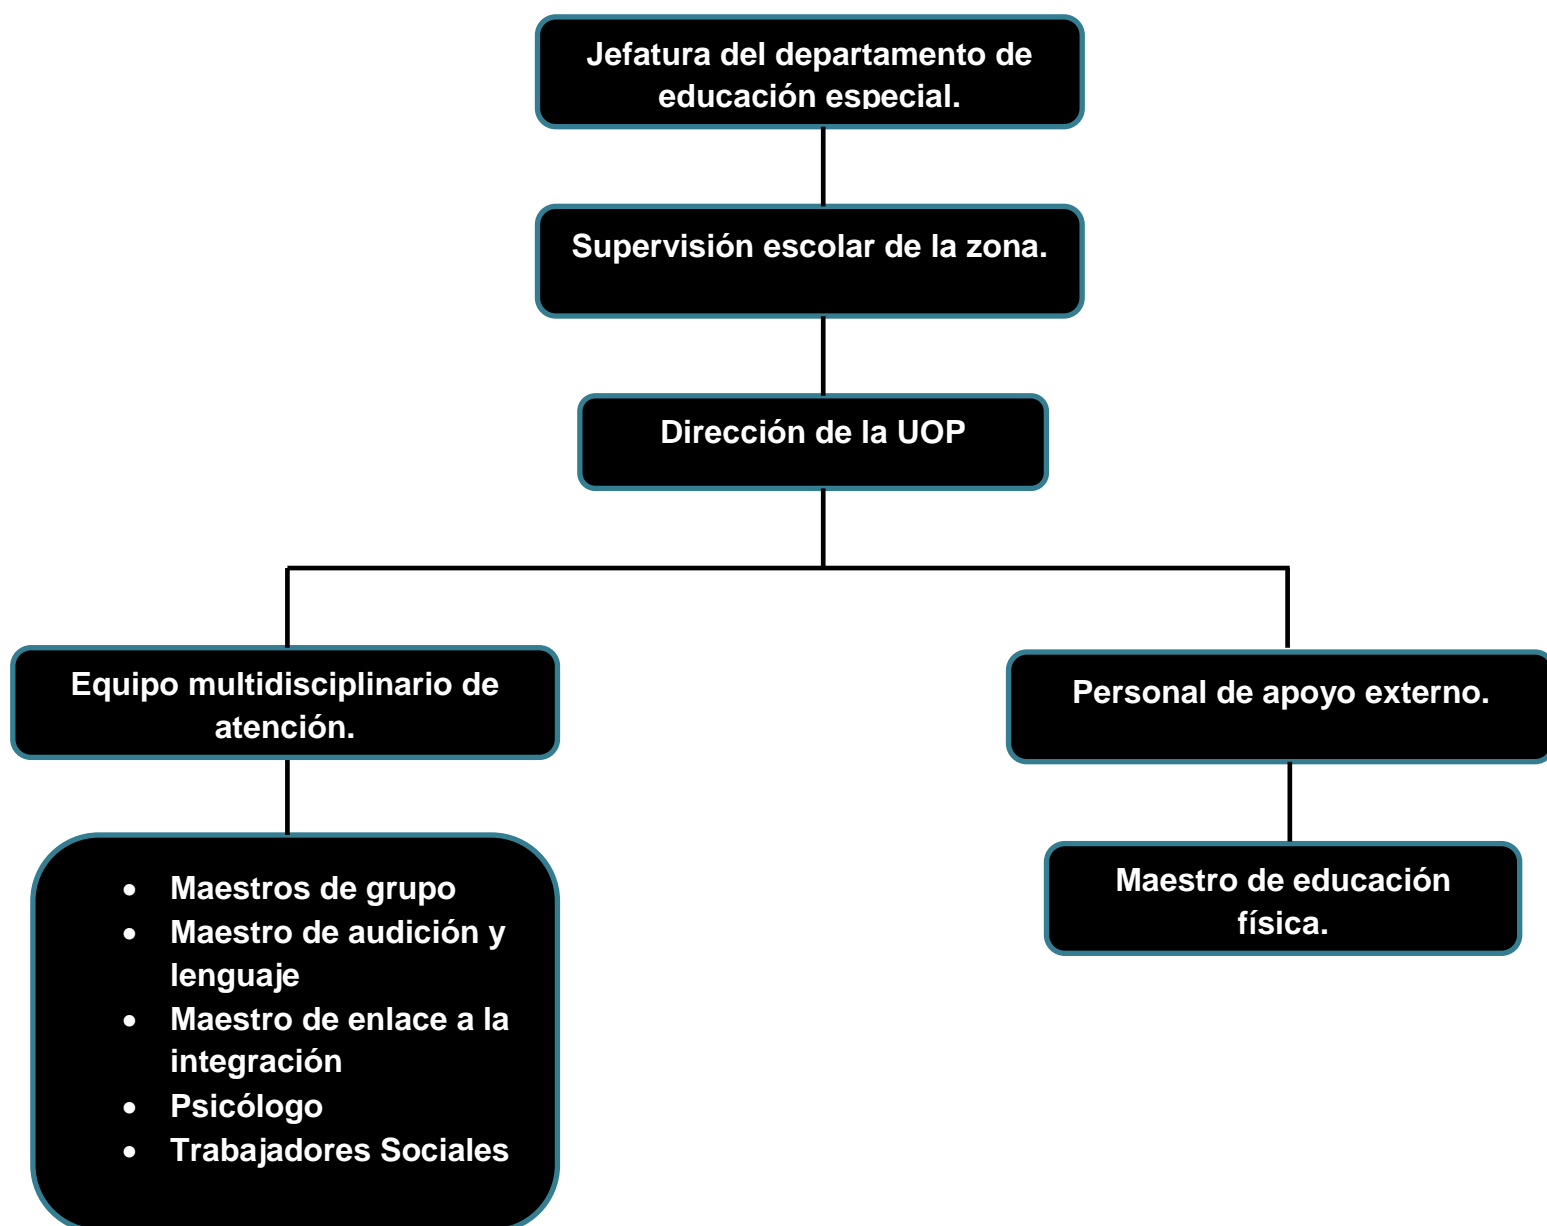 Jefatura del departamento de
educación especial.
Supervisión escolar de la zona.
Dirección de la UOP
Equipo multidisciplinario de
atención.
Personal de apoyo externo.
• Maestros de grupo
• Maestro de audición y
lenguaje
• Maestro de enlace a la
integración
• Psicólogo
• Trabajadores Sociales
Maestro de educación
física.